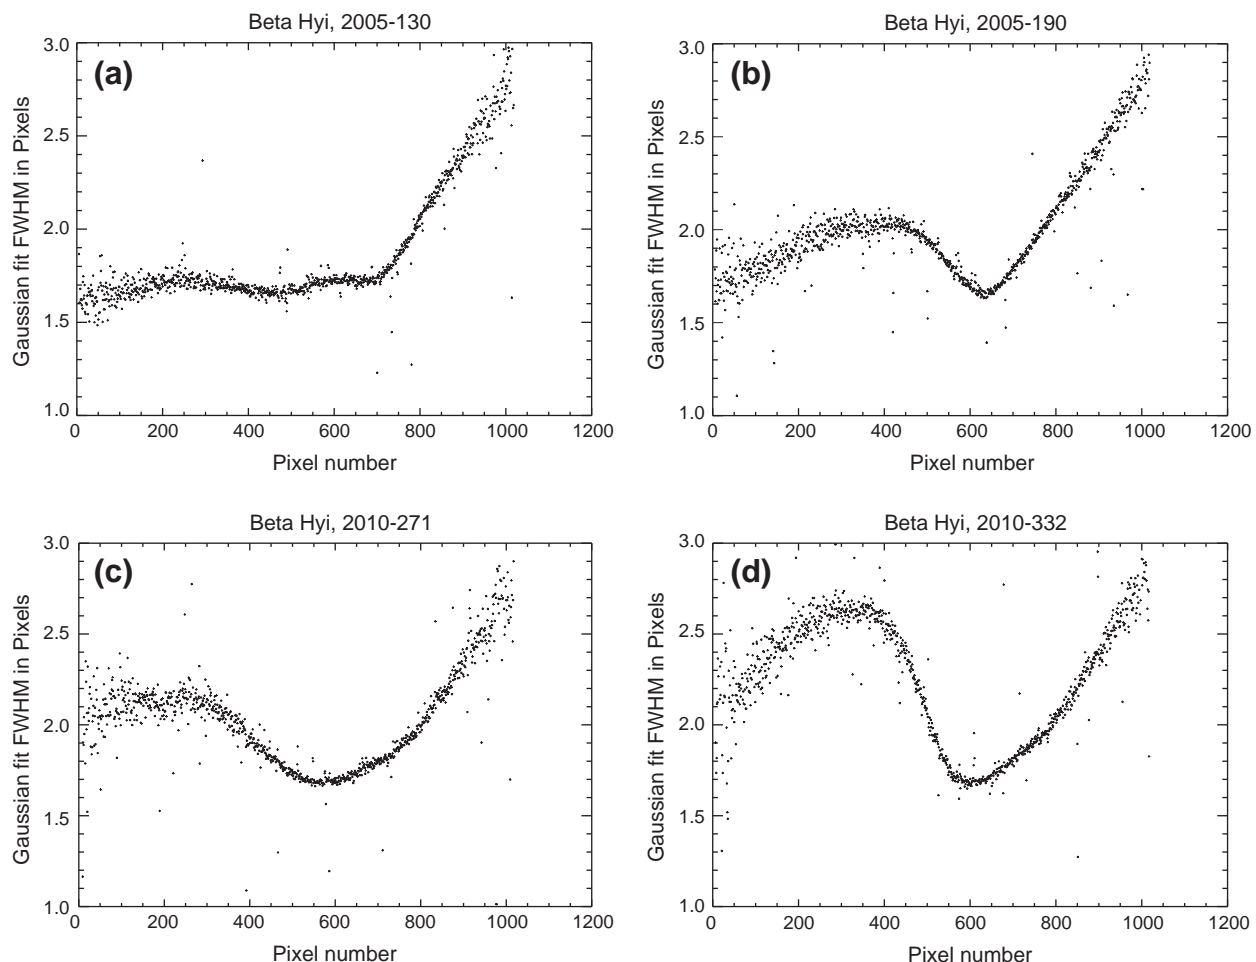 Beta Hyi, 2005-130
(a)
3.0
2.5
2.0
1.5
1.0
Gaussian fit FWHM in Pixels
0 200 400 600 800 1000 1200
Pixel number
Beta Hyi, 2005-190
(b)
3.0
2.5
2.0
1.5
1.0
Gaussian fit FWHM in Pixels
0 200 400 600 800 1000 1200
Pixel number
Beta Hyi, 2010-271
(c)
3.0
2.5
2.0
1.5
1.0
Gaussian fit FWHM in Pixels
0 200 400 600 800 1000 1200
Pixel number
Beta Hyi, 2010-332
(d)
3.0
2.5
2.0
1.5
1.0
Gaussian fit FWHM in Pixels
0 200 400 600 800 1000 1200
Pixel number